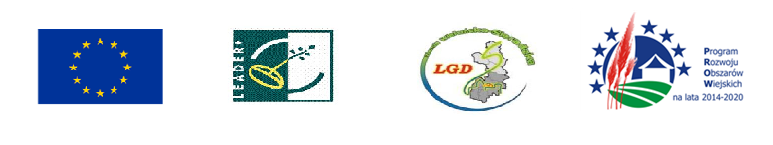 LEADER+
LGD
Program
Rozwoju
Obszarów
Wiejskich
na lata 2014-2020